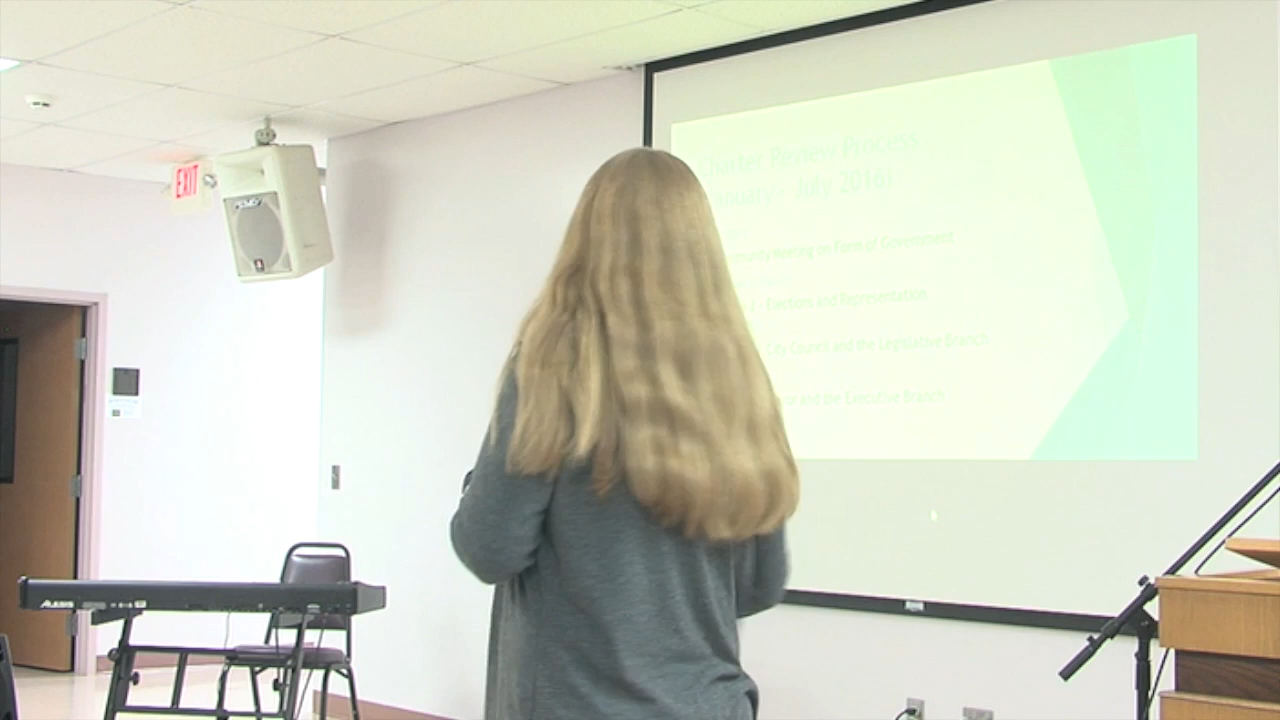 EXIT
Charter Review Process
January - July 2016)
Meeting on Form of Government
Elections and Representation
City Council and the Legislative Branch
and the Executive Branch
ALESIS